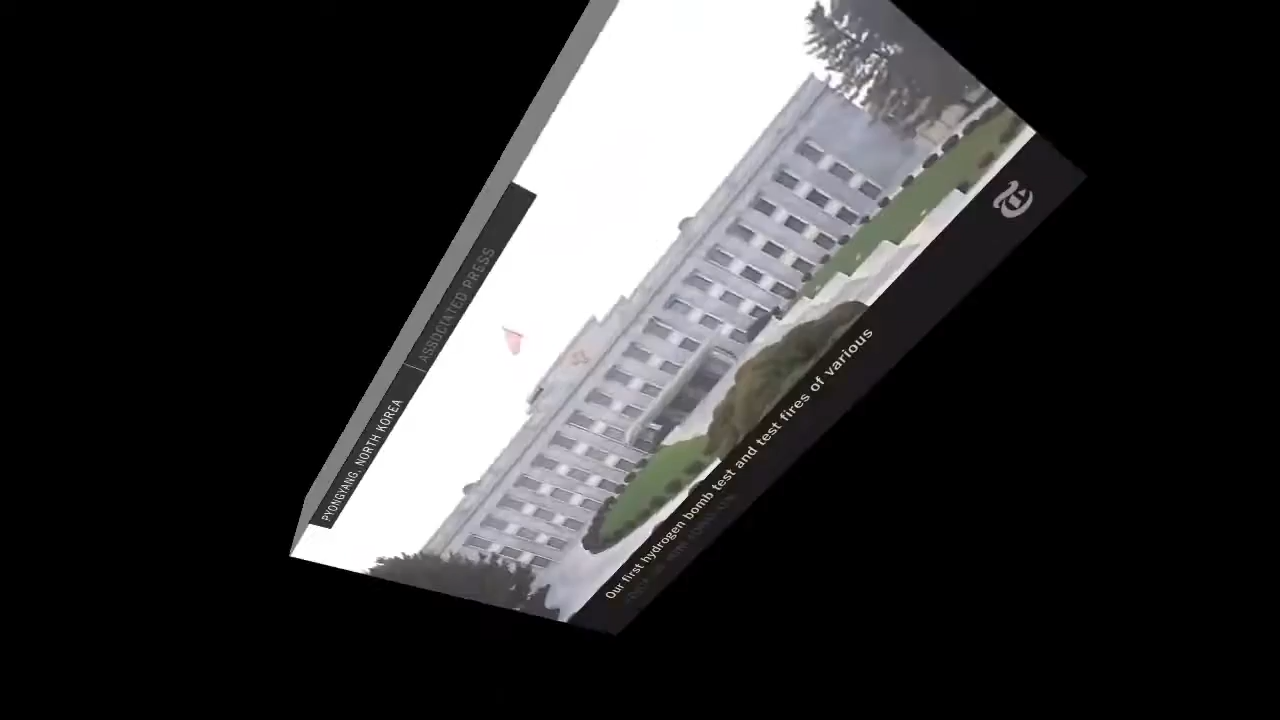 PYONGYANG, NORTH KOREA
ASSOCIATED PRESS
Our first hydrogen bomb test and test fires of various